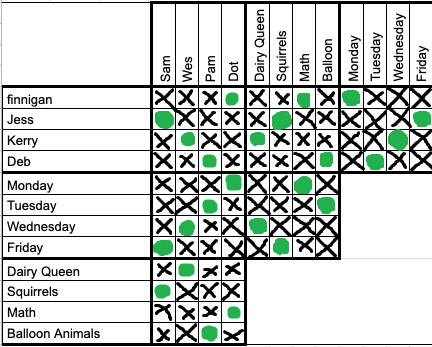 Sam
Wes
Pam
Dot
Dairy Queen
Squirrels
Math
Balloon
Monday
Tuesday
Wednesday
Friday
finnigan
Jess
Kerry
Deb
Monday
Tuesday
Wednesday
Friday
Dairy Queen
Squirrels
Math
Balloon Animals